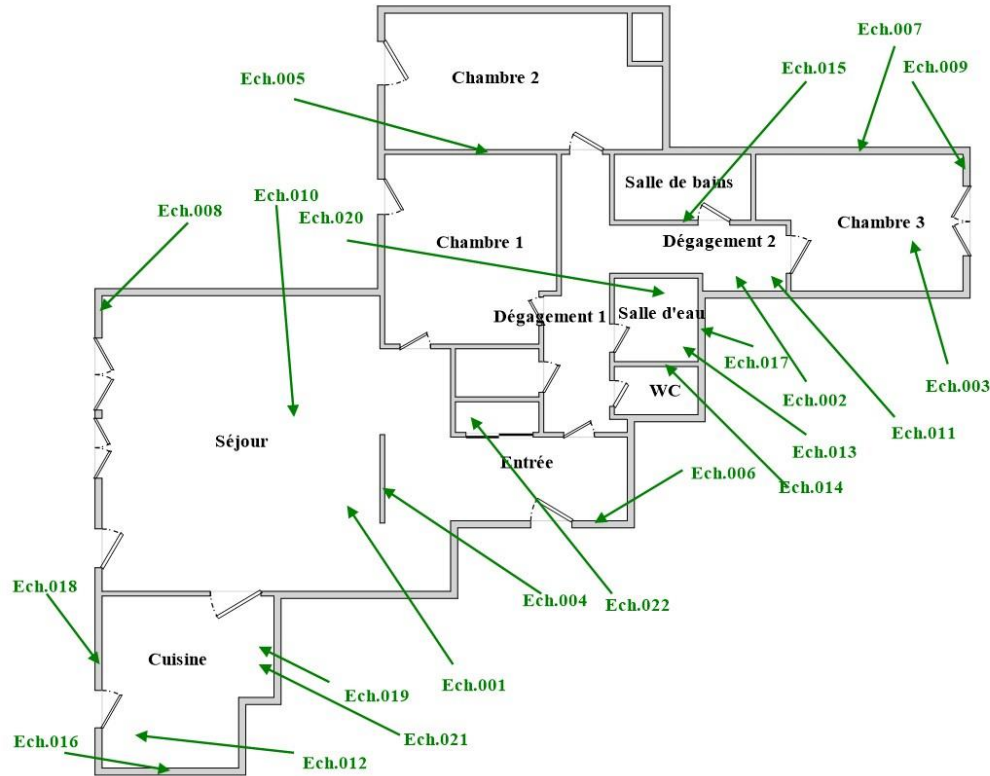 Ech.007
Ech.015
Ech.009
Ech.005
Chambre 2
Salle de bains
Ech.010
Ech.008
Ech.020
Chambre 3
Chambre 1
Dégagement 2
Salle d'eau
Dégagement 1
Ech.017
Ech.003
WC
Ech.002
Ech.011
Séjour
Ech.013
Entrée
Ech.006
Ech.014
Ech.018
Ech.004
Ech.022
Cuisine
Ech.001
Ech.019
Ech.021
Ech.016
Ech.012